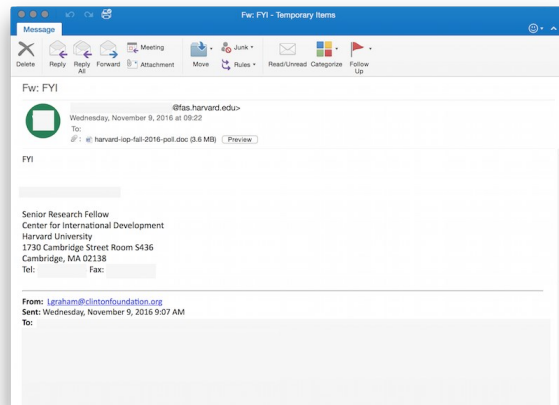 Fw: FYI - Temporary Items
Message
Delete Reply Reply All Forward Meeting Attachment Move Junk Rules Read/Unread Categorize Follow Up
Fw: FYI
@fas.harvard.edu>
Wednesday, November 9, 2016 at 09:22
To:
harvard-iop-fall-2016-poll.doc (3.6 MB) Preview
FYI
Senior Research Fellow
Center for International Development
Harvard University
1730 Cambridge Street Room S436
Cambridge, MA 02138
Tel: Fax:
From: Lgraham@clintonfoundation.org
Sent: Wednesday, November 9, 2016 9:07 AM
To: